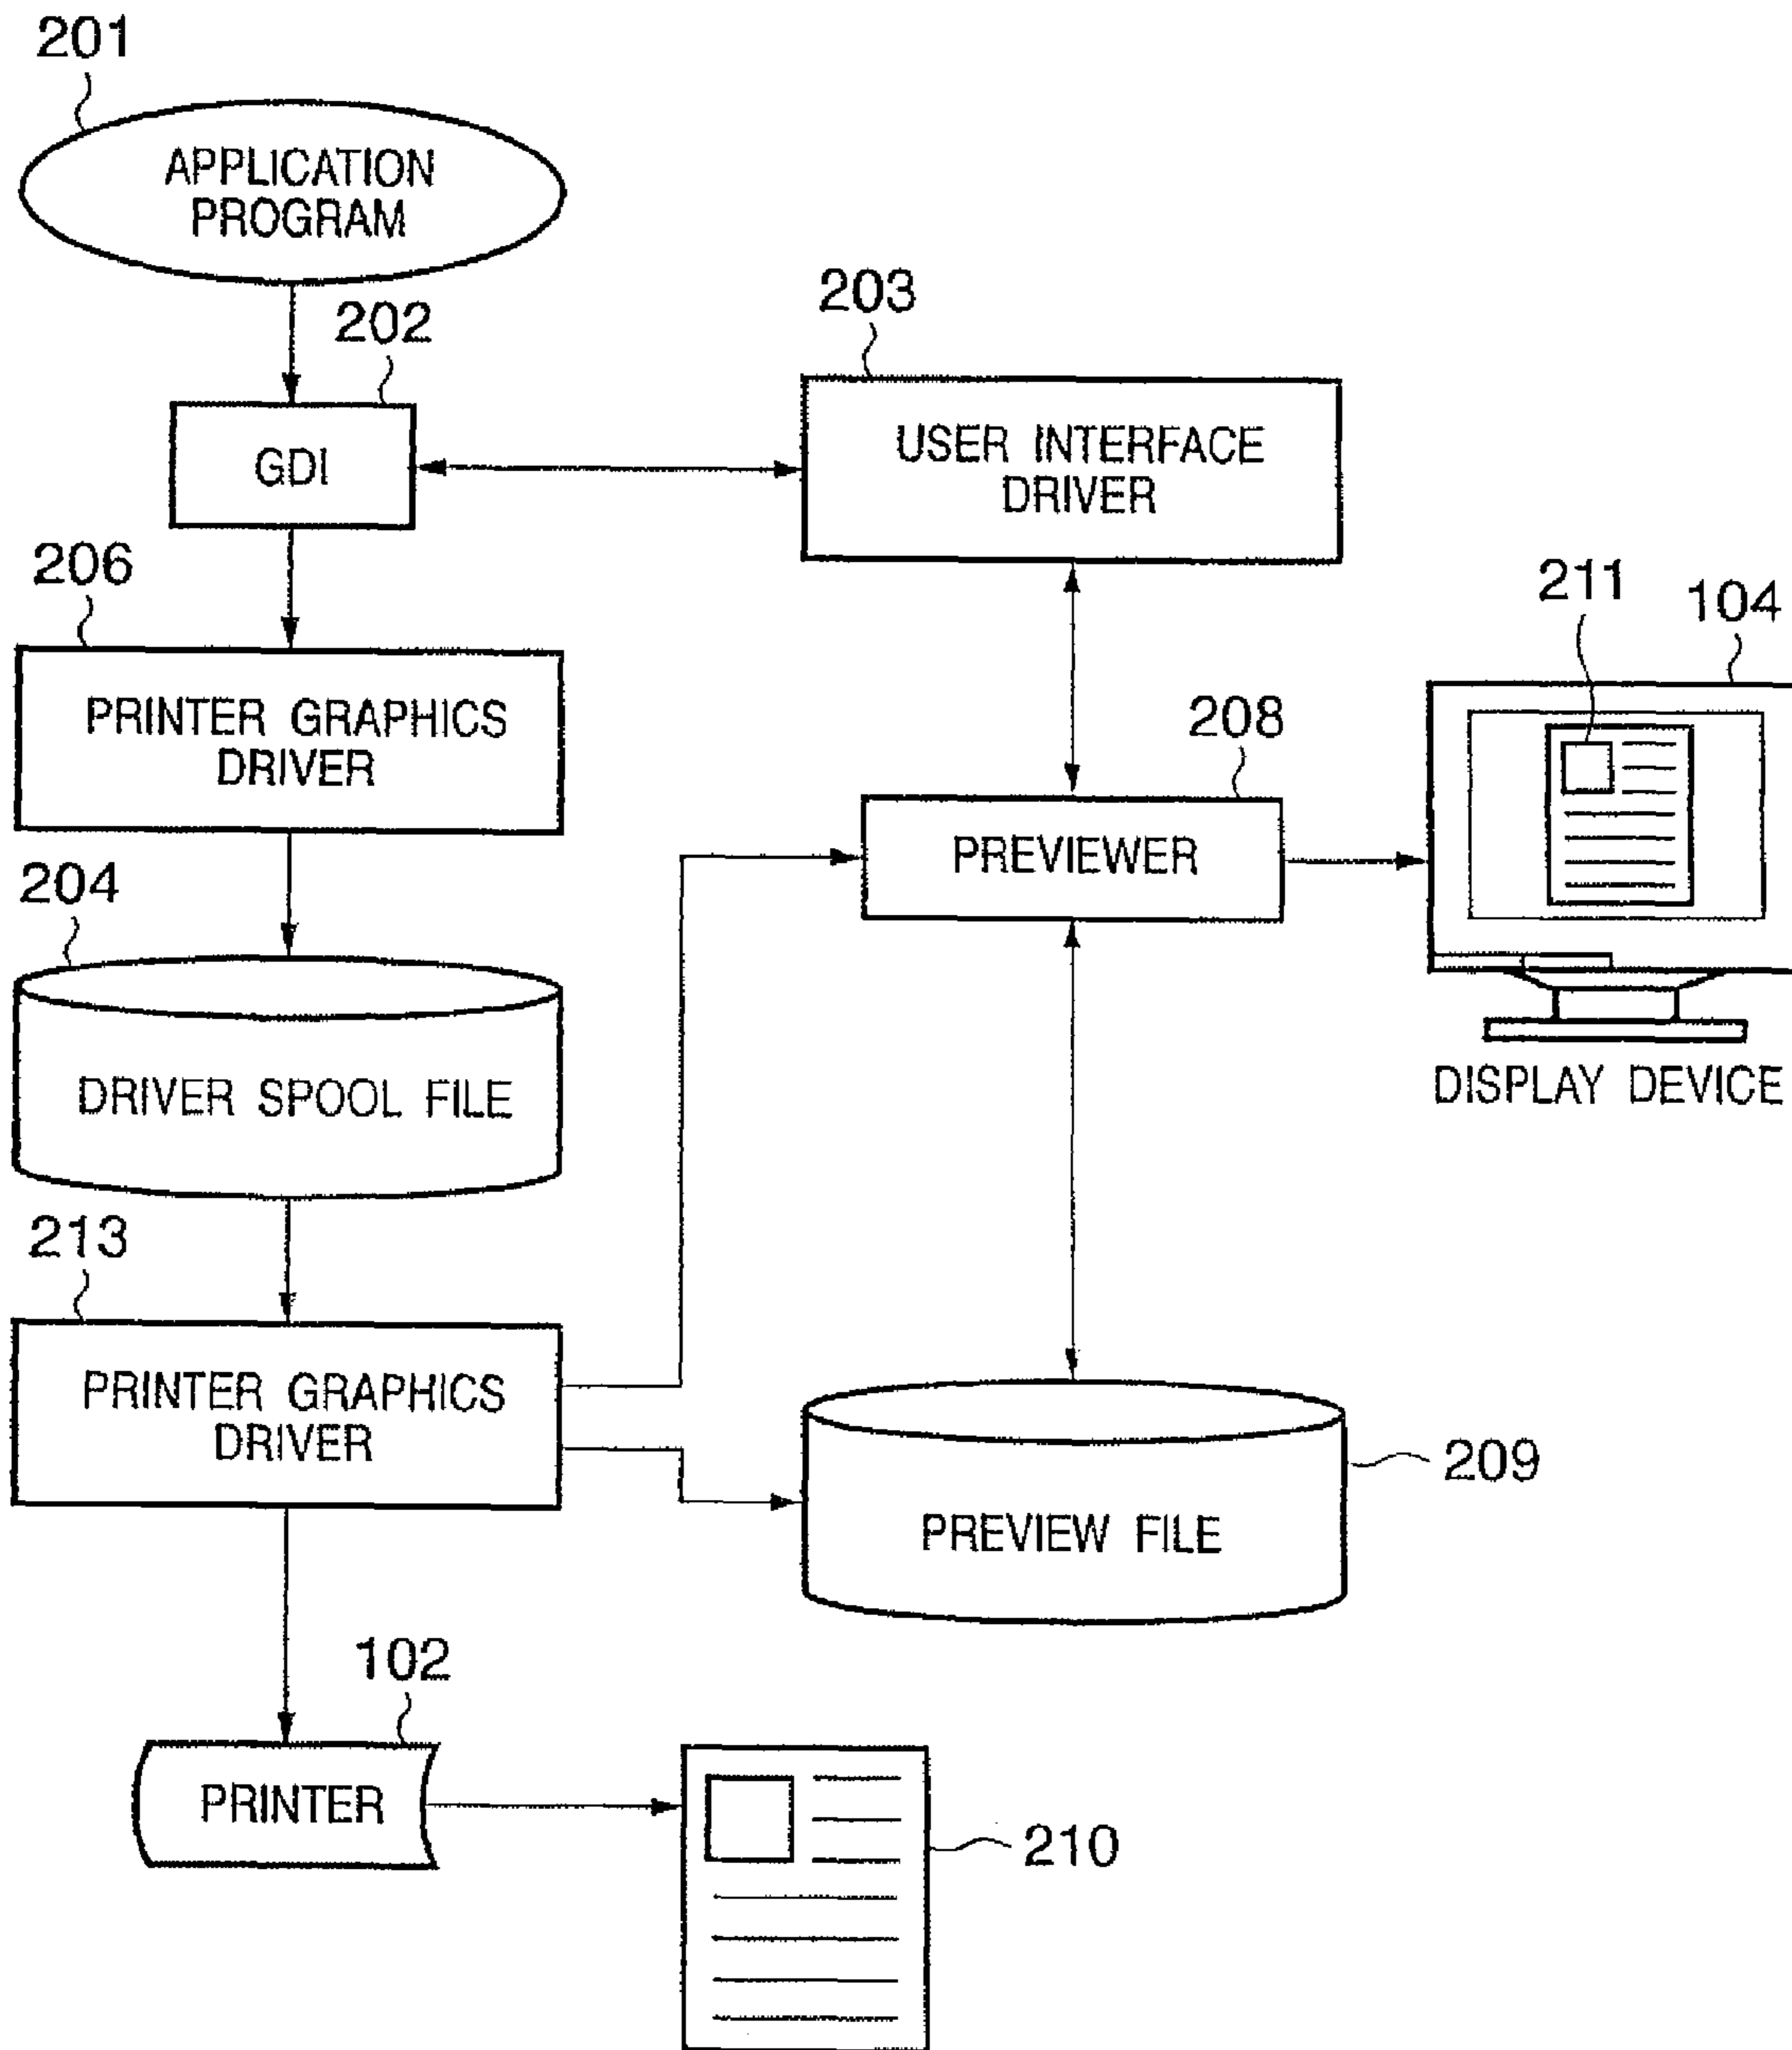 201
APPLICATION
PROGRAM
202
GDI
203
USER INTERFACE
DRIVER
206
PRINTER GRAPHICS
DRIVER
211
104
208
PREVIEWER
DISPLAY DEVICE
204
DRIVER SPOOL FILE
213
PRINTER GRAPHICS
DRIVER
209
PREVIEW FILE
102
PRINTER
210